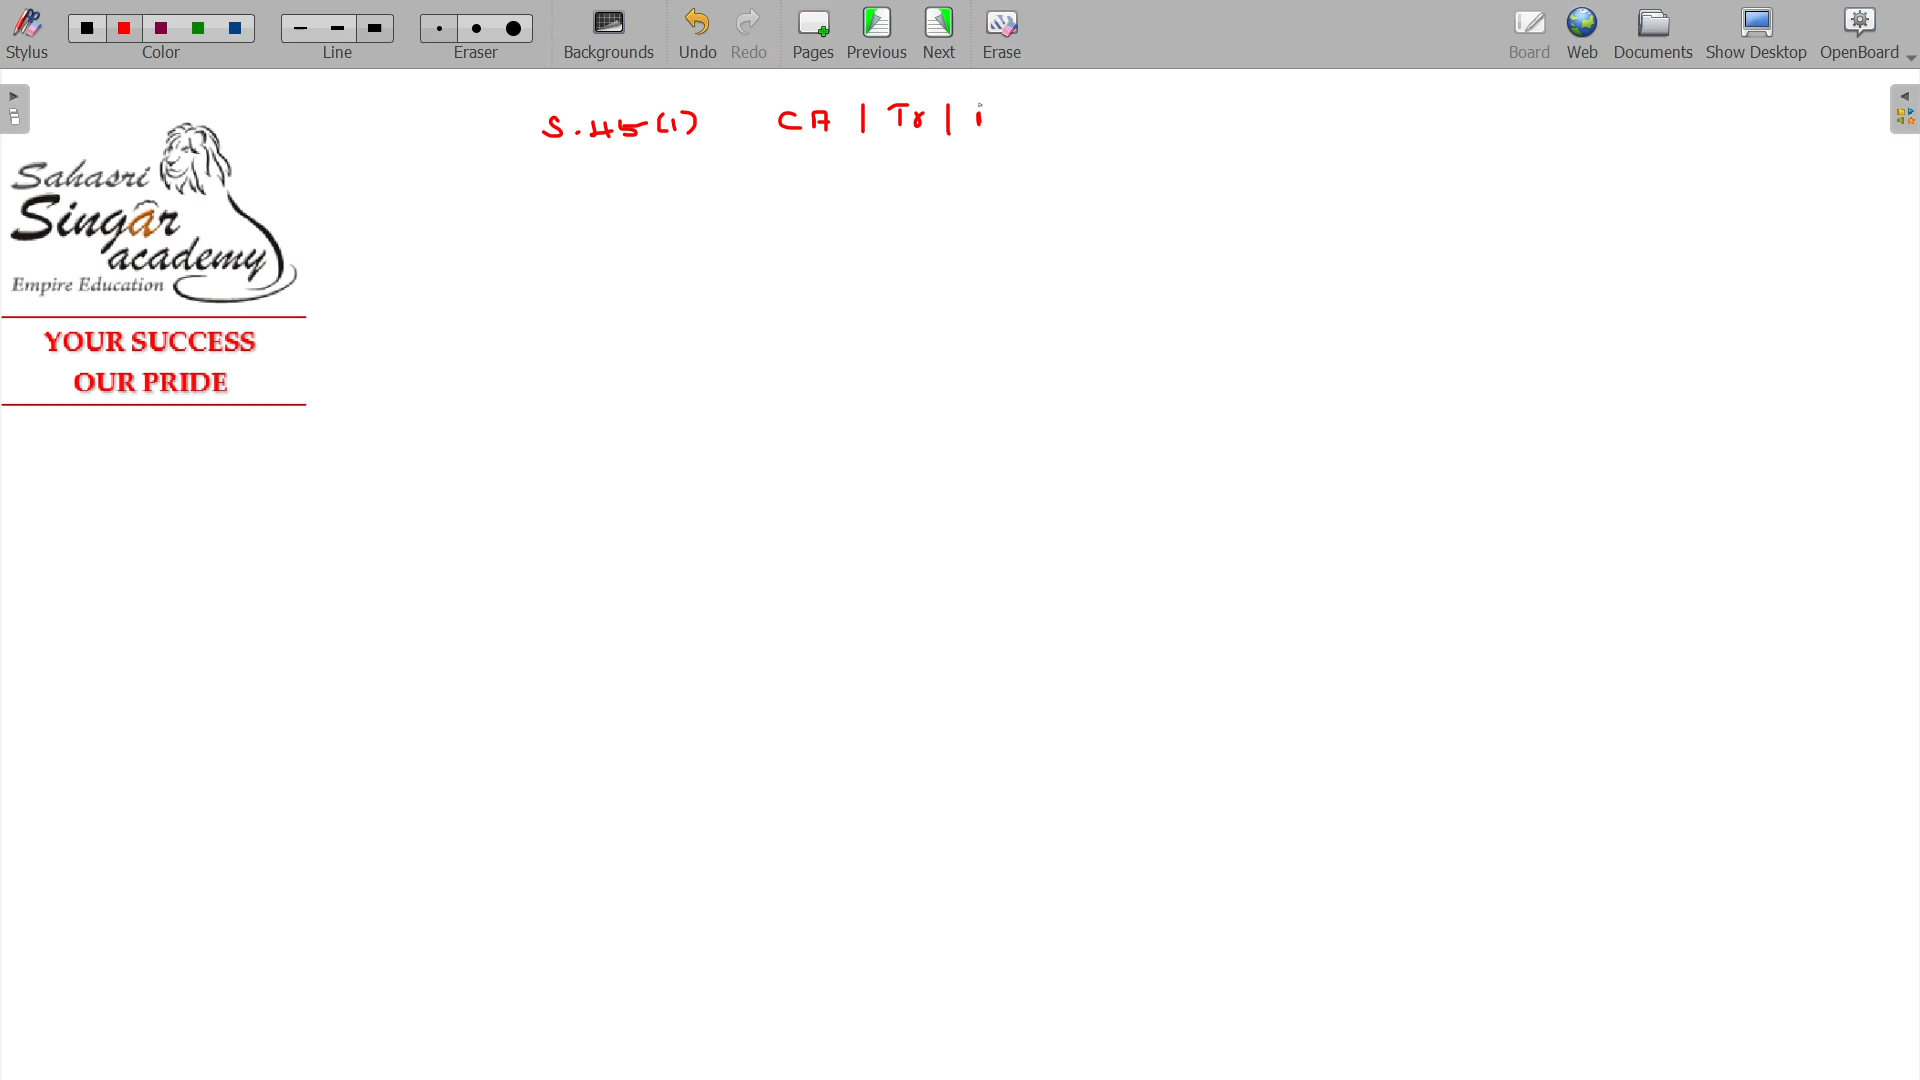 Stylus Color Line Eraser Backgrounds Undo Redo Pages Previous Next Erase Board Web Documents Show Desktop OpenBoard
S.45(1) CA | Tr | i
Sahasri
Singâr
academy
Empire Education
YOUR SUCCESS
OUR PRIDE